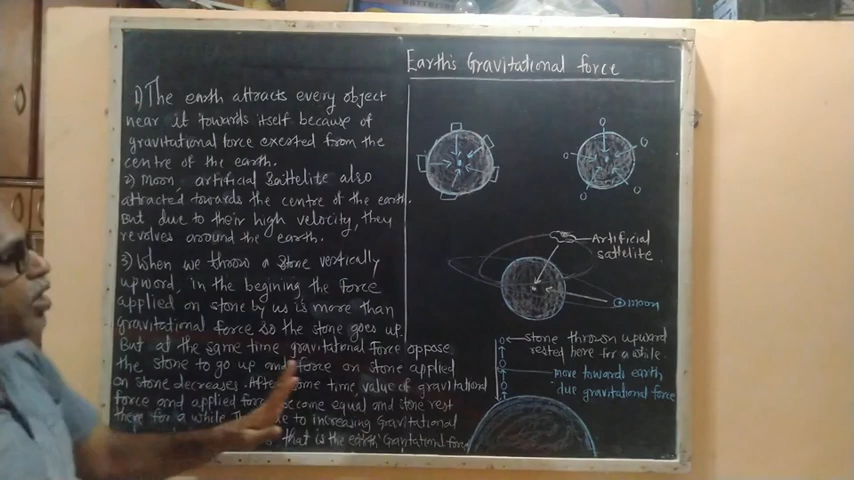 Earth's Gravitational force
1) The earth attracts every object
near it towards itself because of
gravitational force exerted from the
centre of the earth.
2) Moon, artificial Saittelite also
attracted towards the centre of the earth.
But due to their high velocity, they
revolves around the earth.
3) When we throw a stone vertically
upword, in the begining the Force
applied on stone by us is more than
gravitational force so the stone goes up.
But at the same time gravitational Force oppose
the stone to go up and force on stone applied
on stone decreases. After some time value of gravitational
force and applied force become equal and stone rest
there for a while to increasing Gravitational
that is the earth Gravitational force
Artificial
sattelite
moon
stone thrown upward
rested here for a while.
move towards earth
due gravitational force